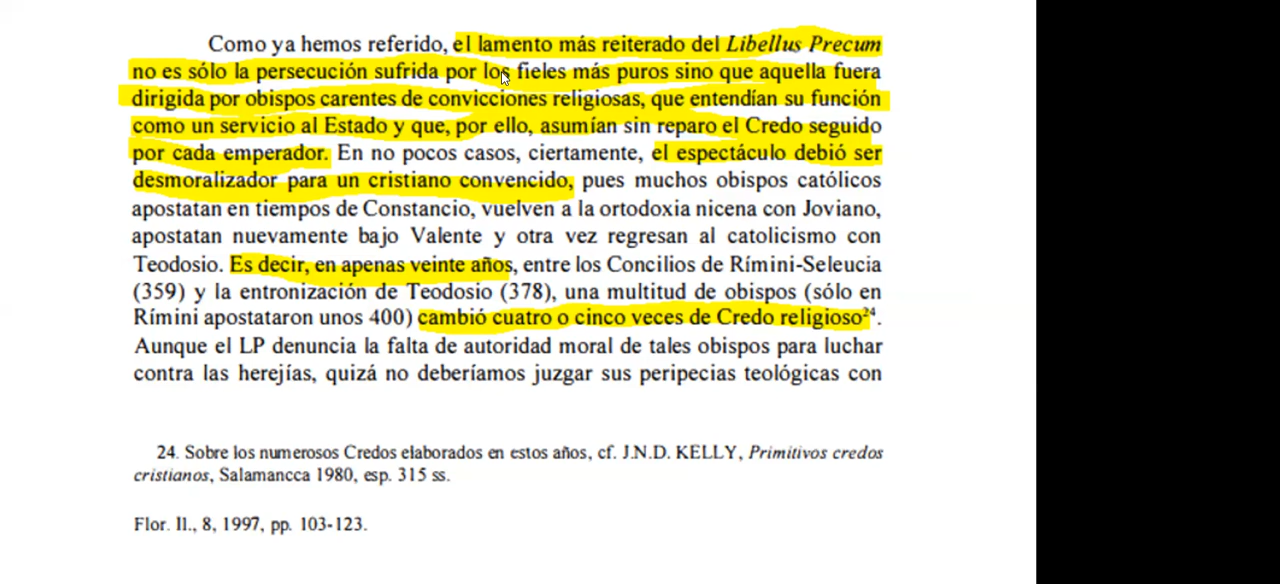 Como ya hemos referido, el lamento más reiterado del Libellus Precum
no es sólo la persecución sufrida por los fieles más puros sino que aquella fuera
dirigida por obispos carentes de convicciones religiosas, que entendían su función
como un servicio al Estado y que, por ello, asumían sin reparo el Credo seguido
por cada emperador. En no pocos casos, ciertamente, el espectáculo debió ser
desmoralizador para un cristiano convencido, pues muchos obispos católicos
apostatan en tiempos de Constancio, vuelven a la ortodoxia nicena con Joviano,
apostatan nuevamente bajo Valente y otra vez regresan al catolicismo con
Teodosio. Es decir, en apenas veinte años, entre los Concilios de Rímini-Seleucia
(359) y la entronización de Teodosio (378), una multitud de obispos (sólo en
Rímini apostataron unos 400) cambió cuatro o cinco veces de Credo religioso²⁴.
Aunque el LP denuncia la falta de autoridad moral de tales obispos para luchar
contra las herejías, quizá no deberíamos juzgar sus peripecias teológicas con
24. Sobre los numerosos Credos elaborados en estos años, cf. J.N.D. KELLY, Primitivos credos
cristianos, Salamancca 1980, esp. 315 ss.
Flor. Il., 8, 1997, pp. 103-123.